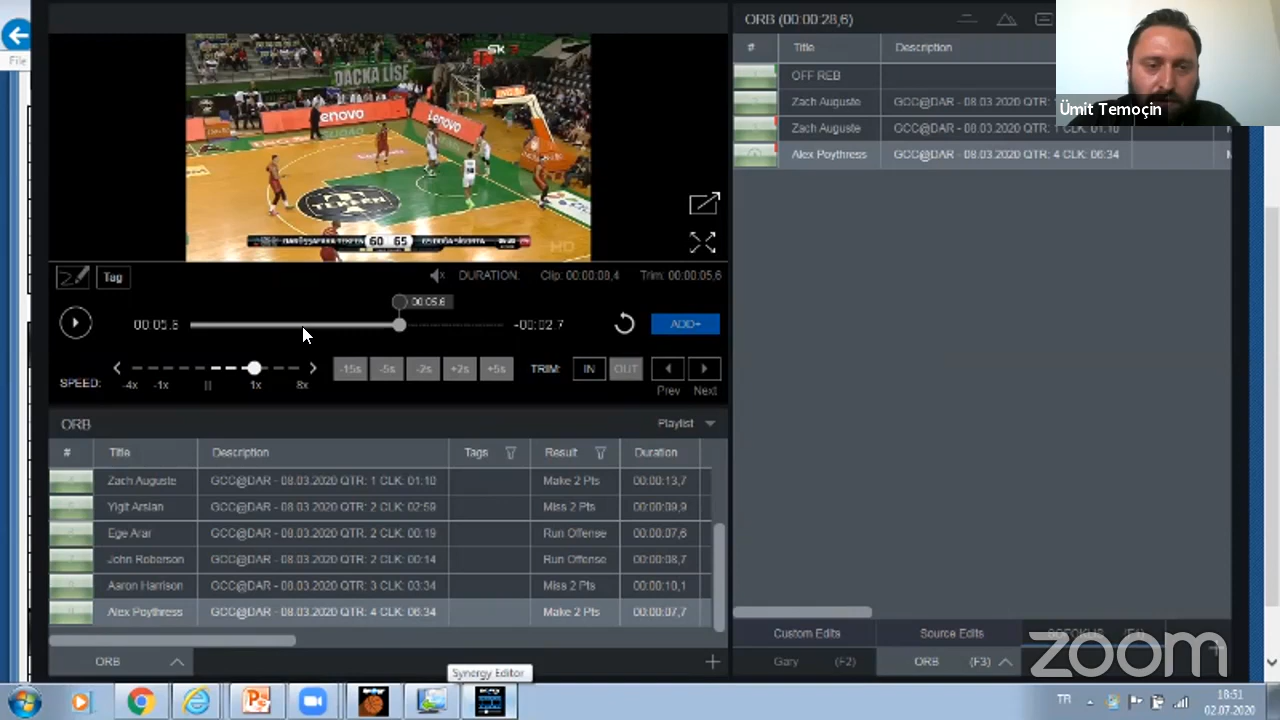 File
ORB (00:00:28,6)
# Title Description
OFF REB
Zach Auguste GCC@DAR - 08.03.2020 QTR:
Zach Auguste GCC@DAR - 08.03.2020 QTR: 1 CLK: 01:10
Alex Poythress GCC@DAR - 08.03.2020 QTR: 4 CLK: 06:34
Ümit Temoçin
DACKA LİSE
Lenovo
Lenovo
TEKFEN
DARÜŞŞAFAKA TEKFEN 60 65
HD
Tag
DURATION: Clip: 00:00:08,4 Trim: 00:00:05,6
00:05.6
00:05.6 -00:02.7
ADD+
SPEED: -4x -1x || 1x 8x
-15s -5s -2s +2s +5s
TRIM: IN OUT
Prev Next
ORB Playlist
# Title Description Tags Result Duration
Zach Auguste GCC@DAR - 08.03.2020 QTR: 1 CLK: 01:10 Make 2 Pts 00:00:13,7
Yigit Arslan GCC@DAR - 08.03.2020 QTR: 2 CLK: 02:59 Miss 2 Pts 00:00:09,9
Ege Arar GCC@DAR - 08.03.2020 QTR: 2 CLK: 00:19 Run Offense 00:00:07,6
John Roberson GCC@DAR - 08.03.2020 QTR: 2 CLK: 00:14 Run Offense 00:00:08,7
Aaron Harrison GCC@DAR - 08.03.2020 QTR: 3 CLK: 03:34 Miss 2 Pts 00:00:10,1
Alex Poythress GCC@DAR - 08.03.2020 QTR: 4 CLK: 06:34 Make 2 Pts 00:00:07,7
ORB
Synergy Editor
Custom Edits Source Edits
Gary (F2) ORB (F3)
zoom
TR
18:51
02.07.2020